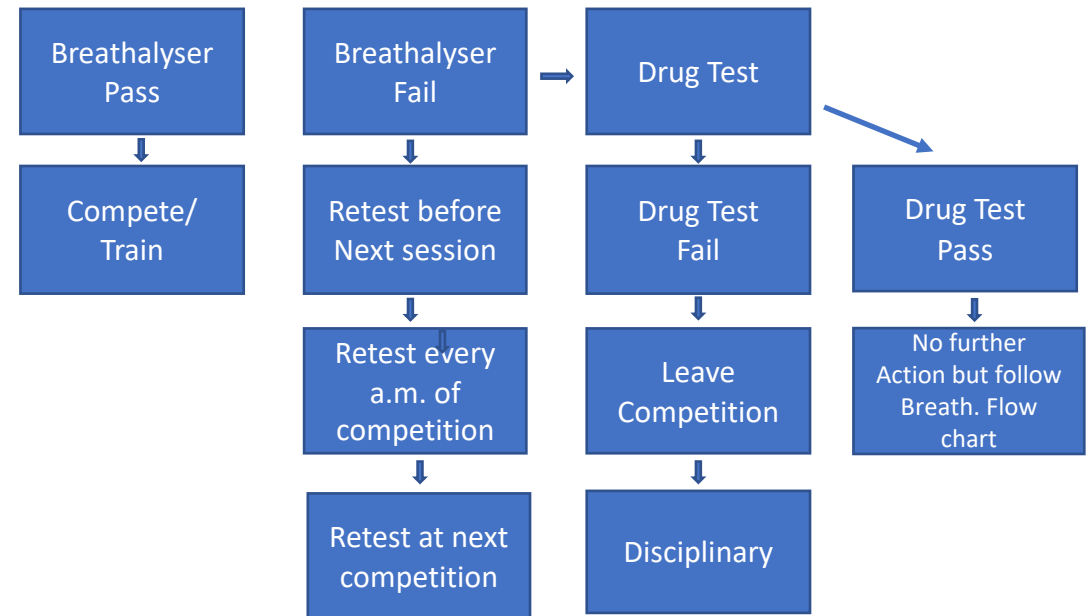 Breathalyser
Pass
Breathalyser
Fail
Drug Test
Compete/
Train
Retest before
Next session
Drug Test
Fail
Drug Test
Pass
Retest every
a.m. of
competition
Leave
Competition
No further
Action but follow
Breath. Flow
chart
Retest at next
competition
Disciplinary